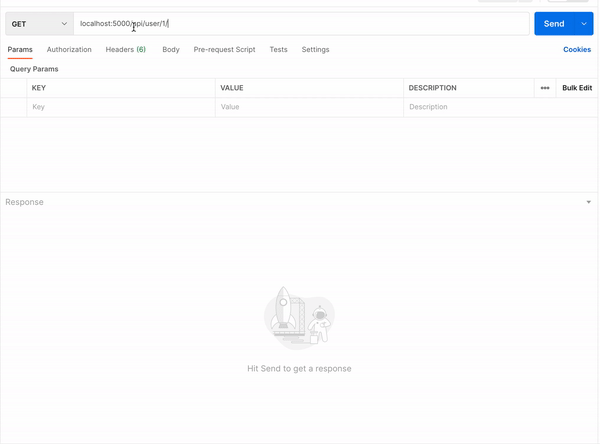 GET localhost:5000/api/user/1/ Send
Params Authorization Headers (6) Body Pre-request Script Tests Settings Cookies
Query Params
KEY VALUE DESCRIPTION ••• Bulk Edit
Key Value Description
Response
Hit Send to get a response